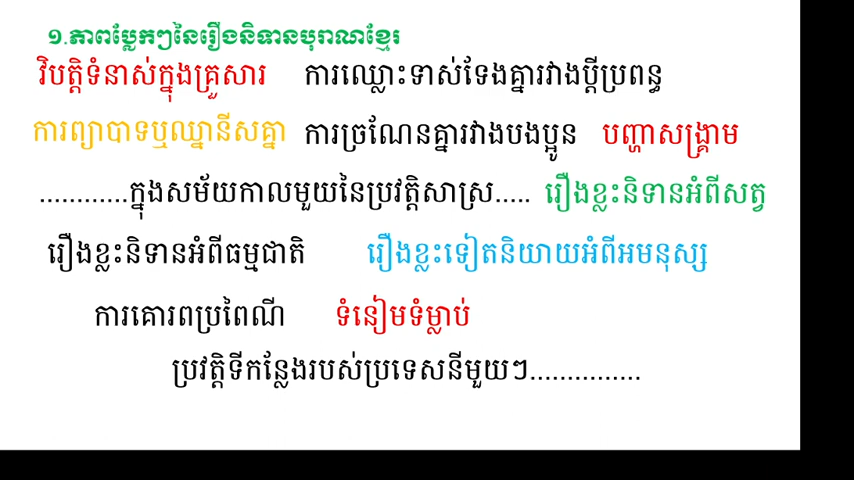 ១.ភាពប្លែកៗនៃរឿងនិទានបុរាណខ្មែរ
វិបត្តិទំនាស់ក្នុងគ្រួសារ ការឈ្លោះទាស់ទែងគ្នារវាងប្តីប្រពន្ធ
ការព្យាបាទឬឈ្នានីសគ្នា ការច្រណែនគ្នារវាងបងប្អូន បញ្ហាសង្គ្រាម
............ក្នុងសម័យកាលមួយនៃប្រវត្តិសាស្រ..... រឿងខ្លះនិទានអំពីសត្វ
រឿងខ្លះនិទានអំពីធម្មជាតិ រឿងខ្លះទៀតនិយាយអំពីអមនុស្ស
ការគោរពប្រពៃណី ទំនៀមទម្លាប់
ប្រវត្តិទីកន្លែងរបស់ប្រទេសនីមួយៗ...............